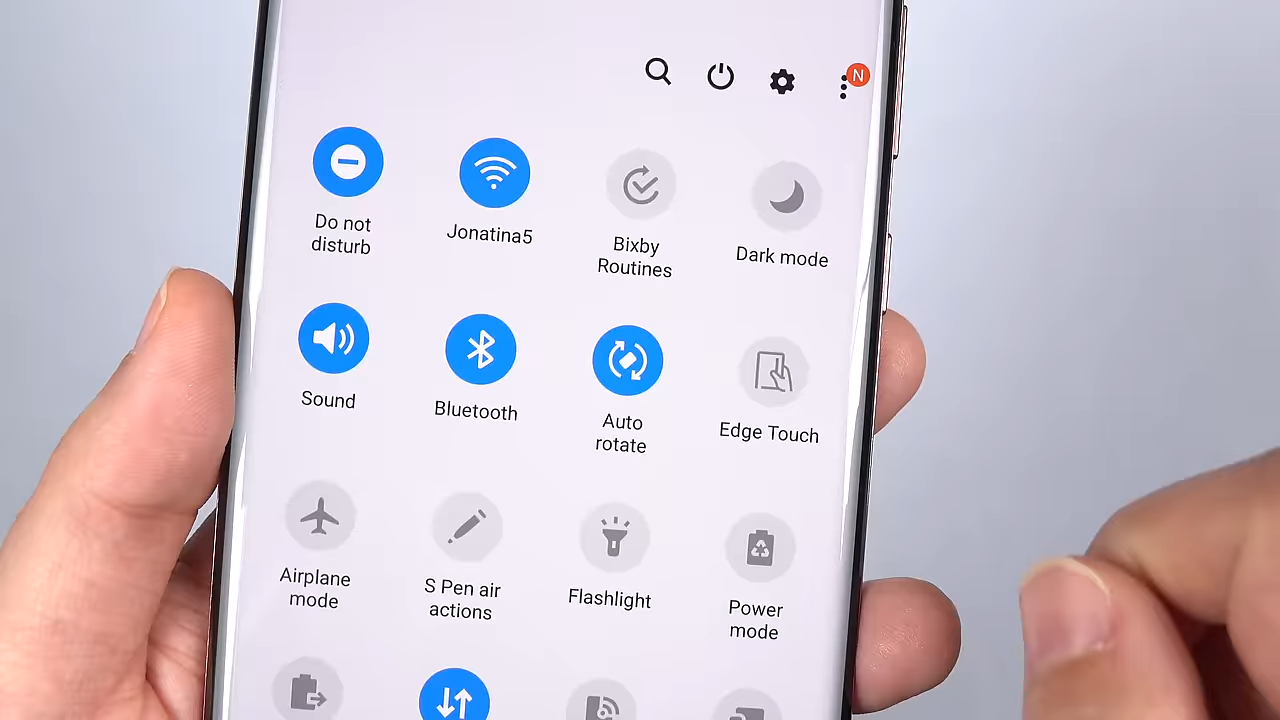 N
Do not
disturb
Jonatina5
Bixby
Routines
Dark mode
Sound
Bluetooth
Auto
rotate
Edge Touch
Airplane
mode
S Pen air
actions
Flashlight
Power
mode